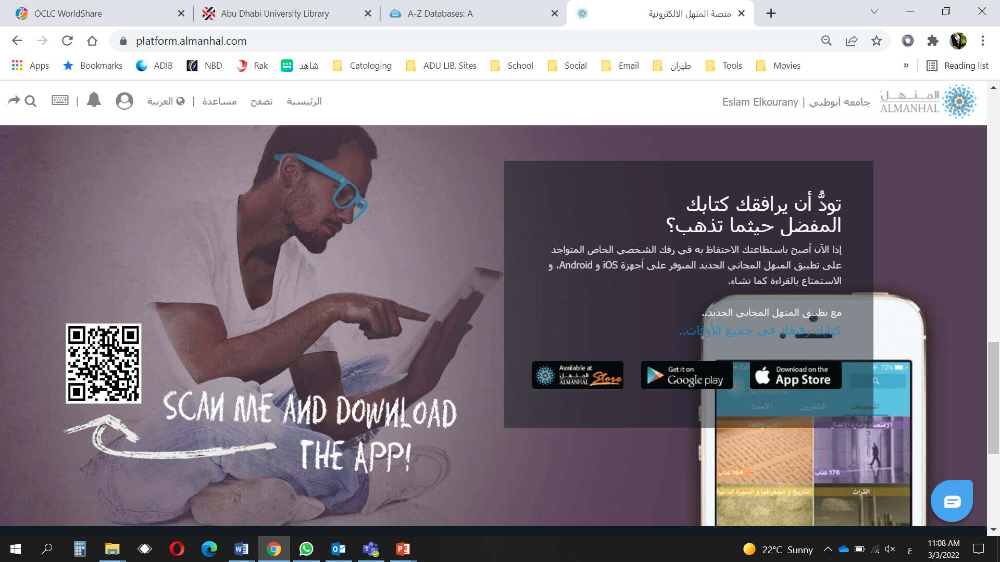 OCLC WorldShare
Abu Dhabi University Library
A-Z Databases: A
منصة المنهل الالكترونية
platform.almanhal.com
Apps
Bookmarks
ADIB
NBD
Rak
شاهد
Catologing
ADU LIB. Sites
School
Social
Email
طيران
Tools
Movies
»
Reading list
المنهل
ALMANHAL
جامعة أبوظبي | Eslam Elkourany
الرئيسية
تصفح
مساعدة |
العربية
|
تودُّ أن يرافقك كتابك
المفضل حيثما تذهب؟
إذا الآن أصبح باستطاعتك الاحتفاظ به في رفك الشخصي الخاص المتواجد
على تطبيق المنهل المجاني الجديد المتوفر على أجهزة iOS و Android، و
الاستمتاع بالقراءة كما تشاء.
مع تطبيق المنهل المجاني الجديد..
كتابك رفيقك في جميع الأوقات..
Available at
المنهل
ALMANHAL Store
Get it on
Google play
Download on the
App Store
SCAN ME AND DOWNLOAD
THE APP!
Zain
72%
ALMANHAL
المجموعات
الناشرون
الأحدث
الإقتصاد وإدارة الأعمال
الأدب واللغة
176 كتاب
164 كتاب
التراث
التاريخ و الجغرافيا و السيرة الذاتية
22°C Sunny
ع
11:08 AM
3/3/2022